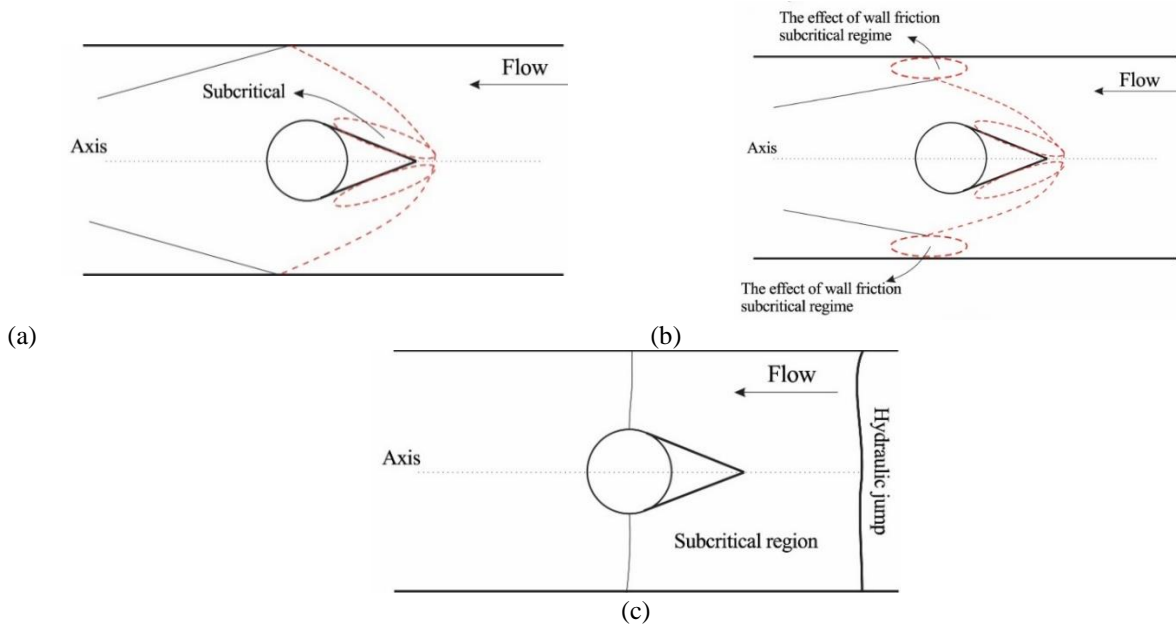 Flow
Subcritical
Axis
(a)
The effect of wall friction
subcritical regime
Flow
Axis
The effect of wall friction
subcritical regime
(b)
Flow
Axis
Hydraulic jump
Subcritical region
(c)